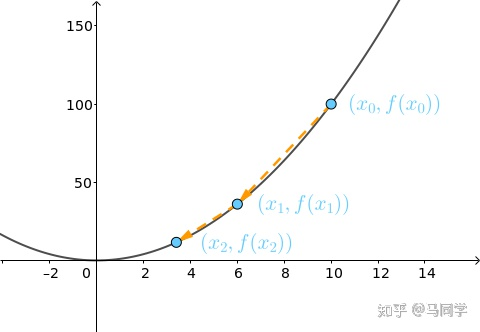 150
100
(x₀, f(x₀))
50
(x₁, f(x₁))
(x₂, f(x₂))
−2 0 2 4 6 8 10 12 14
知乎 @马同学